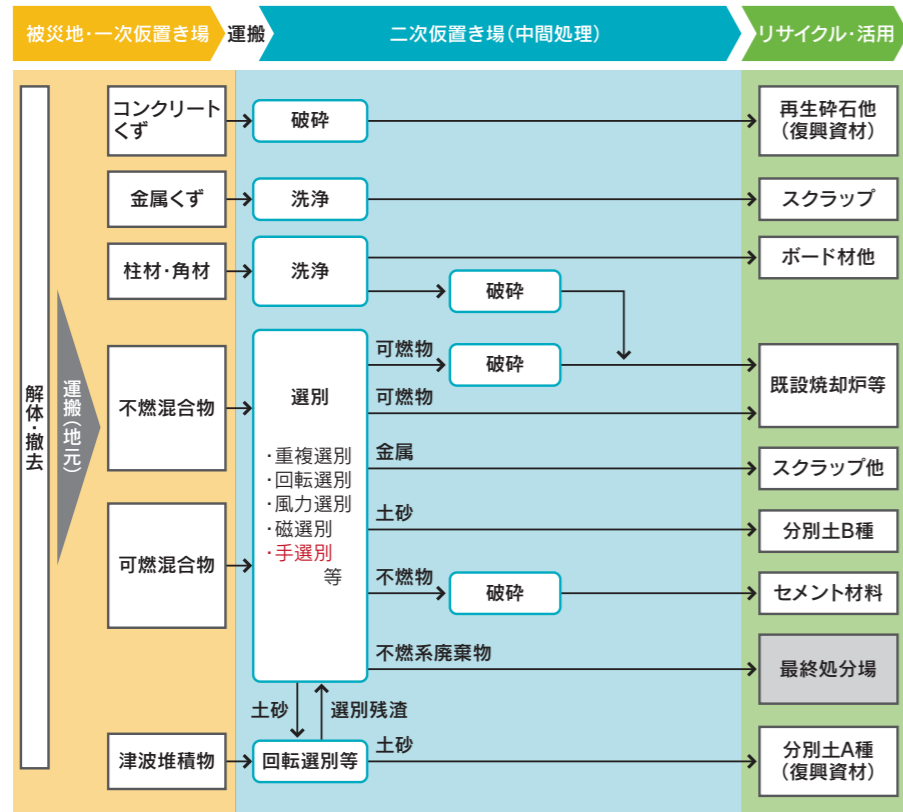 被災地・一次仮置き場
運搬
二次仮置き場（中間処理）
リサイクル・活用
解体・撤去
運搬（地元）
コンクリート
くず
破砕
再生砕石他
（復興資材）
金属くず
洗浄
スクラップ
柱材・角材
洗浄
ボード材他
破砕
不燃混合物
可燃混合物
選別
・重複選別
・回転選別
・風力選別
・磁選別
・手選別
等
可燃物
破砕
可燃物
既設焼却炉等
金属
スクラップ他
土砂
分別土B種
不燃物
破砕
セメント材料
不燃系廃棄物
最終処分場
土砂
選別残渣
津波堆積物
回転選別等
土砂
分別土A種
（復興資材）